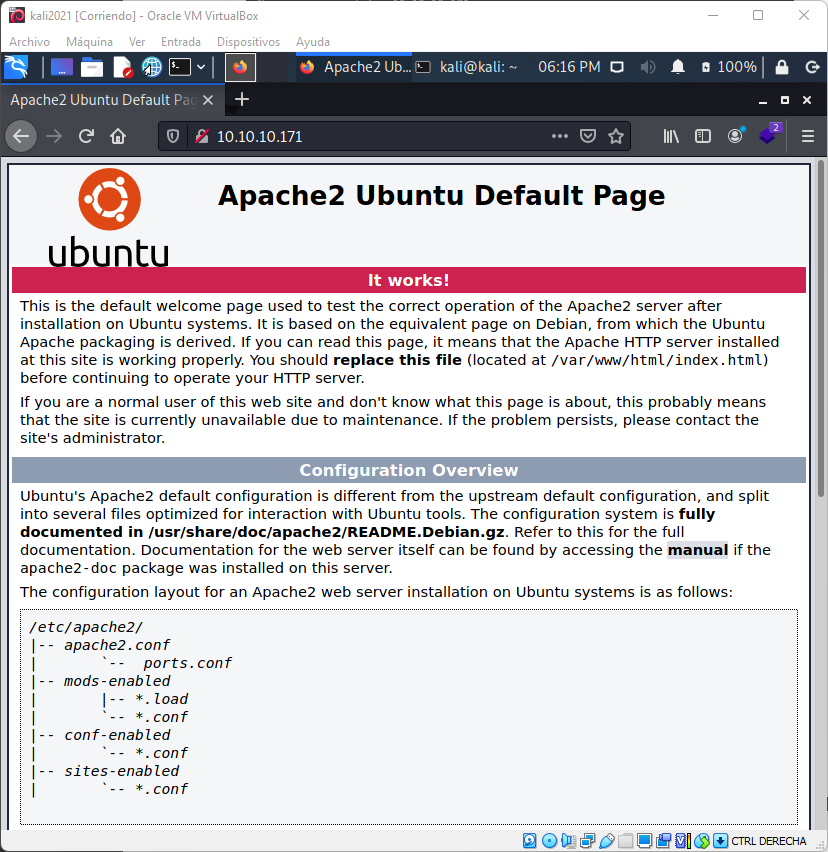 kali2021 [Corriendo] - Oracle VM VirtualBox
Archivo Máquina Ver Entrada Dispositivos Ayuda
Apache2 Ub... kali@kali: ~ 06:16 PM 100%
Apache2 Ubuntu Default Pag
10.10.10.171
2
ubuntu
Apache2 Ubuntu Default Page
It works!
This is the default welcome page used to test the correct operation of the Apache2 server after
installation on Ubuntu systems. It is based on the equivalent page on Debian, from which the Ubuntu
Apache packaging is derived. If you can read this page, it means that the Apache HTTP server installed
at this site is working properly. You should replace this file (located at /var/www/html/index.html)
before continuing to operate your HTTP server.
If you are a normal user of this web site and don't know what this page is about, this probably means
that the site is currently unavailable due to maintenance. If the problem persists, please contact the
site's administrator.
Configuration Overview
Ubuntu's Apache2 default configuration is different from the upstream default configuration, and split
into several files optimized for interaction with Ubuntu tools. The configuration system is fully
documented in /usr/share/doc/apache2/README.Debian.gz. Refer to this for the full
documentation. Documentation for the web server itself can be found by accessing the manual if the
apache2-doc package was installed on this server.
The configuration layout for an Apache2 web server installation on Ubuntu systems is as follows:
/etc/apache2/
|-- apache2.conf
|       `--  ports.conf
|-- mods-enabled
|       |-- *.load
|       `-- *.conf
|-- conf-enabled
|       `-- *.conf
|-- sites-enabled
|       `-- *.conf
CTRL DERECHA